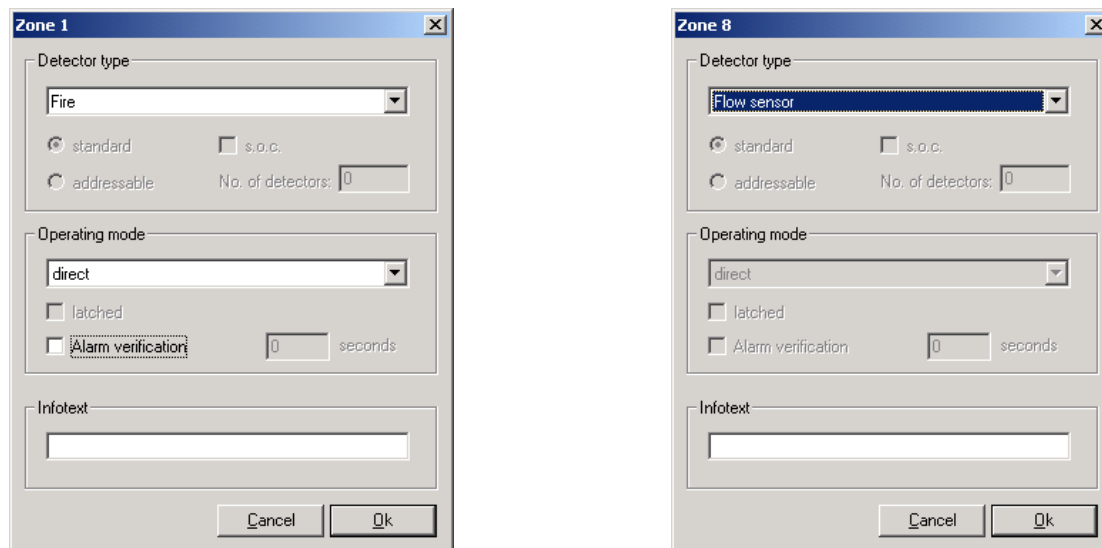 Zone 1
Detector type
Fire
standard
s.o.c.
addressable
No. of detectors: 0
Operating mode
direct
latched
Alarm verification
0
seconds
Infotext
Cancel
Ok
Zone 8
Detector type
Flow sensor
standard
s.o.c.
addressable
No. of detectors: 0
Operating mode
direct
latched
Alarm verification
0
seconds
Infotext
Cancel
Ok